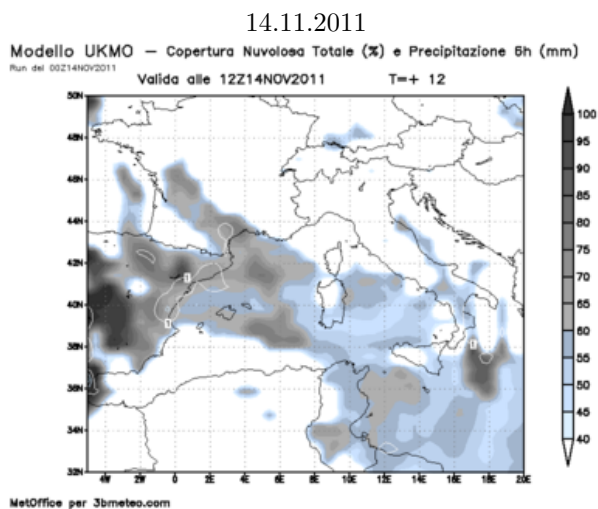 14.11.2011
Modello UKMO — Copertura Nuvolosa Totale (%) e Precipitazione 6h (mm)
Run del 00Z14NOV2011
Valida alle 12Z14NOV2011 T=+ 12
50N
48N
46N
44N
42N
40N
38N
36N
34N
32N
4W 2W 0 2E 4E 6E 8E 10E 12E 14E 16E 18E 20E
100
95
90
85
80
70
65
60
55
50
45
40
1
1
1
MetOffice per 3bmeteo.com